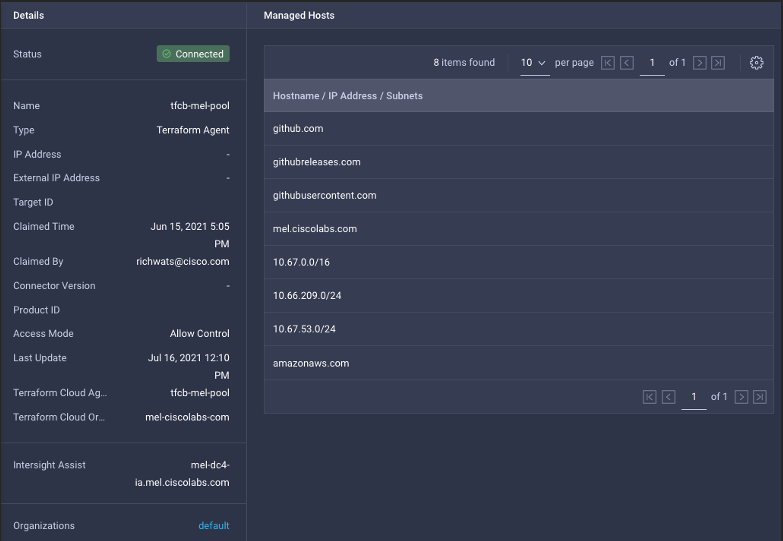 Details
Status Connected
Name tfcb-mel-pool
Type Terraform Agent
IP Address -
External IP Address -
Target ID
Claimed Time Jun 15, 2021 5:05
PM
Claimed By richwats@cisco.com
Connector Version -
Product ID
Access Mode Allow Control
Last Update Jul 16, 2021 12:10
PM
Terraform Cloud Ag... tfcb-mel-pool
Terraform Cloud Or... mel-ciscolabs-com
Intersight Assist mel-dc4-
ia.mel.ciscolabs.com
Organizations default
Managed Hosts
8 items found 10 per page 1 of 1
Hostname / IP Address / Subnets
github.com
githubreleases.com
githubusercontent.com
mel.ciscolabs.com
10.67.0.0/16
10.66.209.0/24
10.67.53.0/24
amazonaws.com
1 of 1